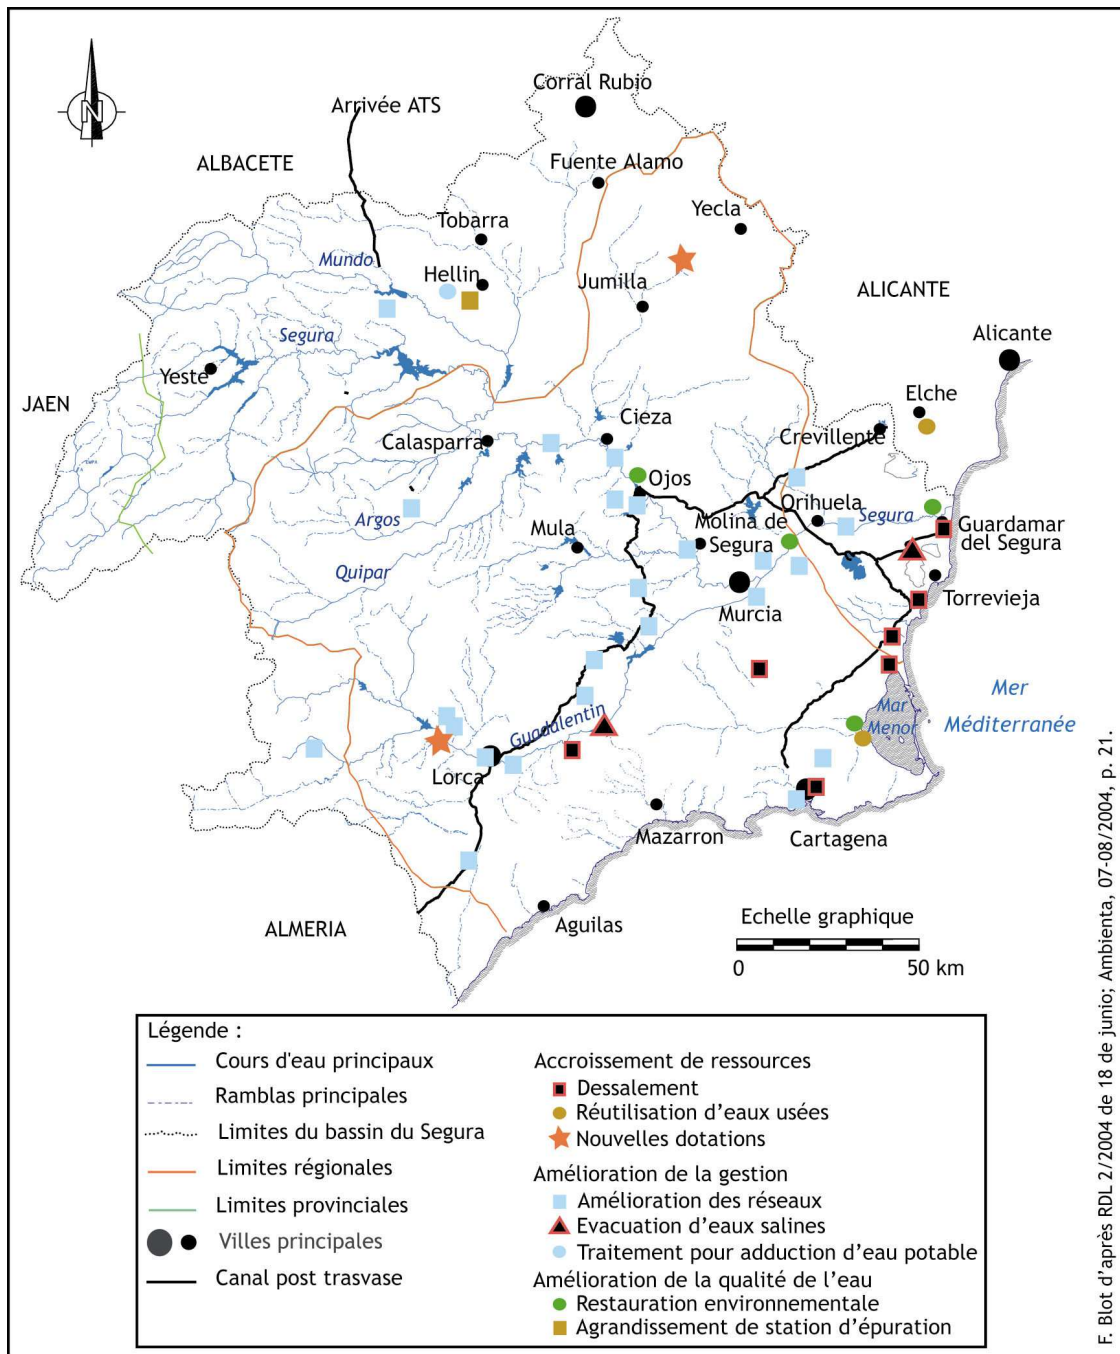 Corral Rubio
Arrivée ATS
N
ALBACETE
Fuente Alamo
Yecla
Tobarra
Mundo
Hellin
Jumilla
ALICANTE
Segura
Alicante
Yeste
JAEN
Elche
Cieza
Calasparra
Crevillente
Ojos
Orihuela
Argos
Segura
Molina de
Segura
Guardamar
del Segura
Mula
Quipar
Torrevieja
Murcia
Mer
Méditerranée
Mar
Menor
Guadalentin
Lorca
Mazarron
Cartagena
Aguilas
ALMERIA
Echelle graphique
0 50 km
Légende :
Cours d'eau principaux
Ramblas principales
Limites du bassin du Segura
Limites régionales
Limites provinciales
Villes principales
Canal post trasvase
Accroissement de ressources
Dessalement
Réutilisation d’eaux usées
Nouvelles dotations
Amélioration de la gestion
Amélioration des réseaux
Evacuation d’eaux salines
Traitement pour adduction d’eau potable
Amélioration de la qualité de l’eau
Restauration environnementale
Agrandissement de station d’épuration
F. Blot d’après RDL 2/2004 de 18 de junio; Ambienta, 07-08/2004, p. 21.